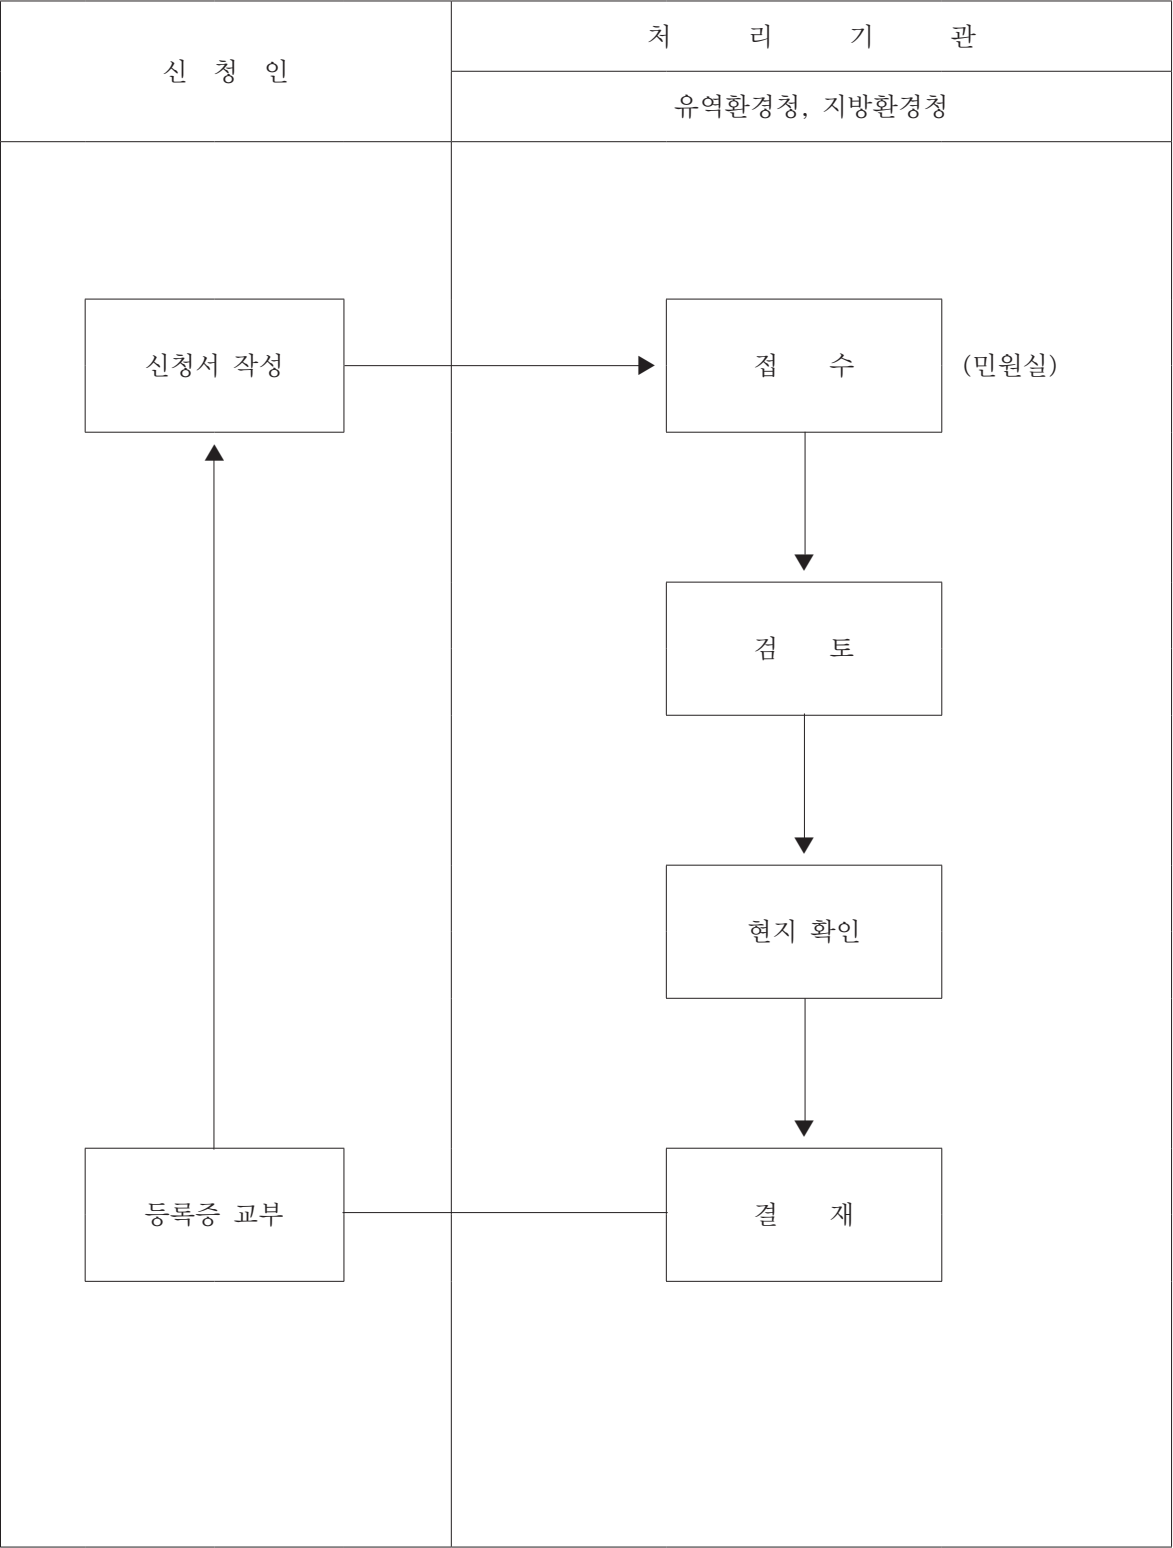 신 청 인
처 리 기 관
유역환경청, 지방환경청
신청서 작성
접 수
(민원실)
검 토
현지 확인
등록증 교부
결 재